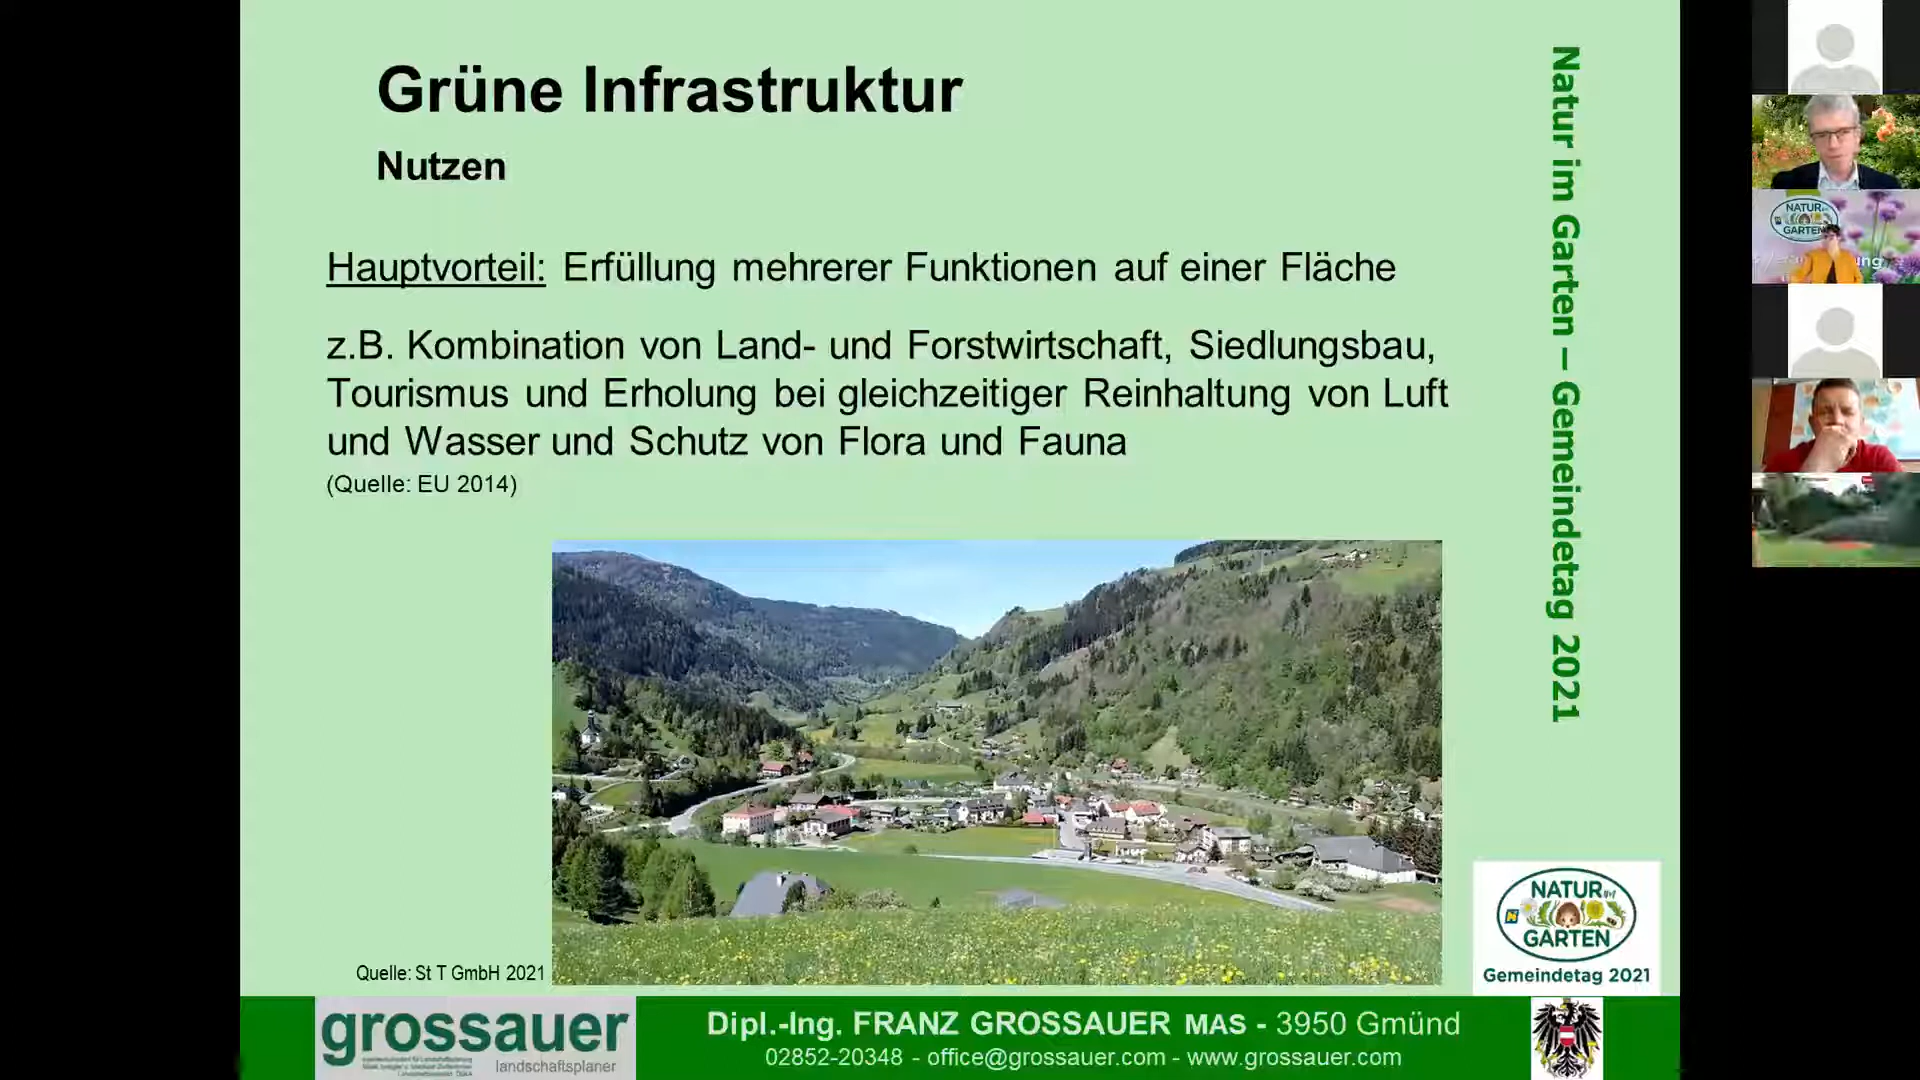 Grüne Infrastruktur
Nutzen
Hauptvorteil: Erfüllung mehrerer Funktionen auf einer Fläche
z.B. Kombination von Land- und Forstwirtschaft, Siedlungsbau,
Tourismus und Erholung bei gleichzeitiger Reinhaltung von Luft
und Wasser und Schutz von Flora und Fauna
(Quelle: EU 2014)
Quelle: St T GmbH 2021
Natur im Garten – Gemeindetag 2021
NATUR im
GARTEN
Gemeindetag 2021
grossauer
landschaftsplaner
Dipl.-Ing. FRANZ GROSSAUER MAS - 3950 Gmünd
02852-20348 - office@grossauer.com - www.grossauer.com
NATUR
GARTEN